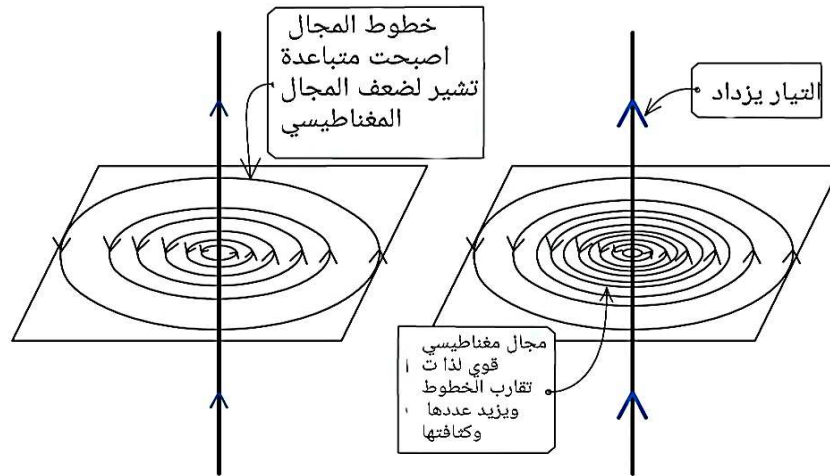 خطوط المجال
اصبحت متباعدة
تشير لضعف المجال
المغناطيسي
التيار يزداد
مجال مغناطيسي
قوي لذا ت
تقارب الخطوط
ويزيد عددها
وكثافتها